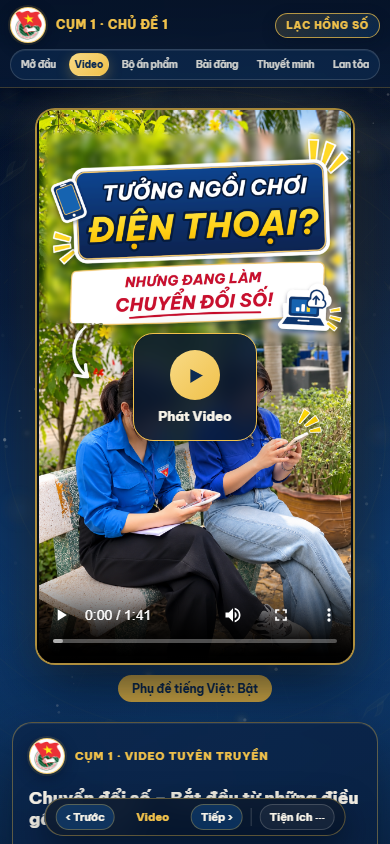 CỤM 1 · CHỦ ĐỀ 1
LẠC HỒNG SỐ
Mở đầu
Video
Bộ ấn phẩm
Bài đăng
Thuyết minh
Lan tỏa
TƯỞNG NGỒI CHƠI
ĐIỆN THOẠI?
NHƯNG ĐANG LÀM
CHUYỂN ĐỔI SỐ!
Phát Video
0:00 / 1:41
Phụ đề tiếng Việt: Bật
CỤM 1 · VIDEO TUYÊN TRUYỀN
Chuyển đổi số – Bắt đầu từ những điều
‹ Trước
Video
Tiếp ›
Tiện ích ---